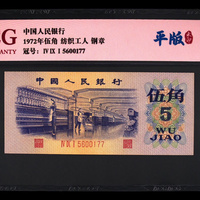 G
RANTY
中国人民银行
1972年伍角 纺织工人 钢章
冠号: Ⅳ Ⅸ Ⅰ 5600177
平版
中国人民银行
伍角
5
WU
JIAO
Ⅳ Ⅸ Ⅰ 5600177